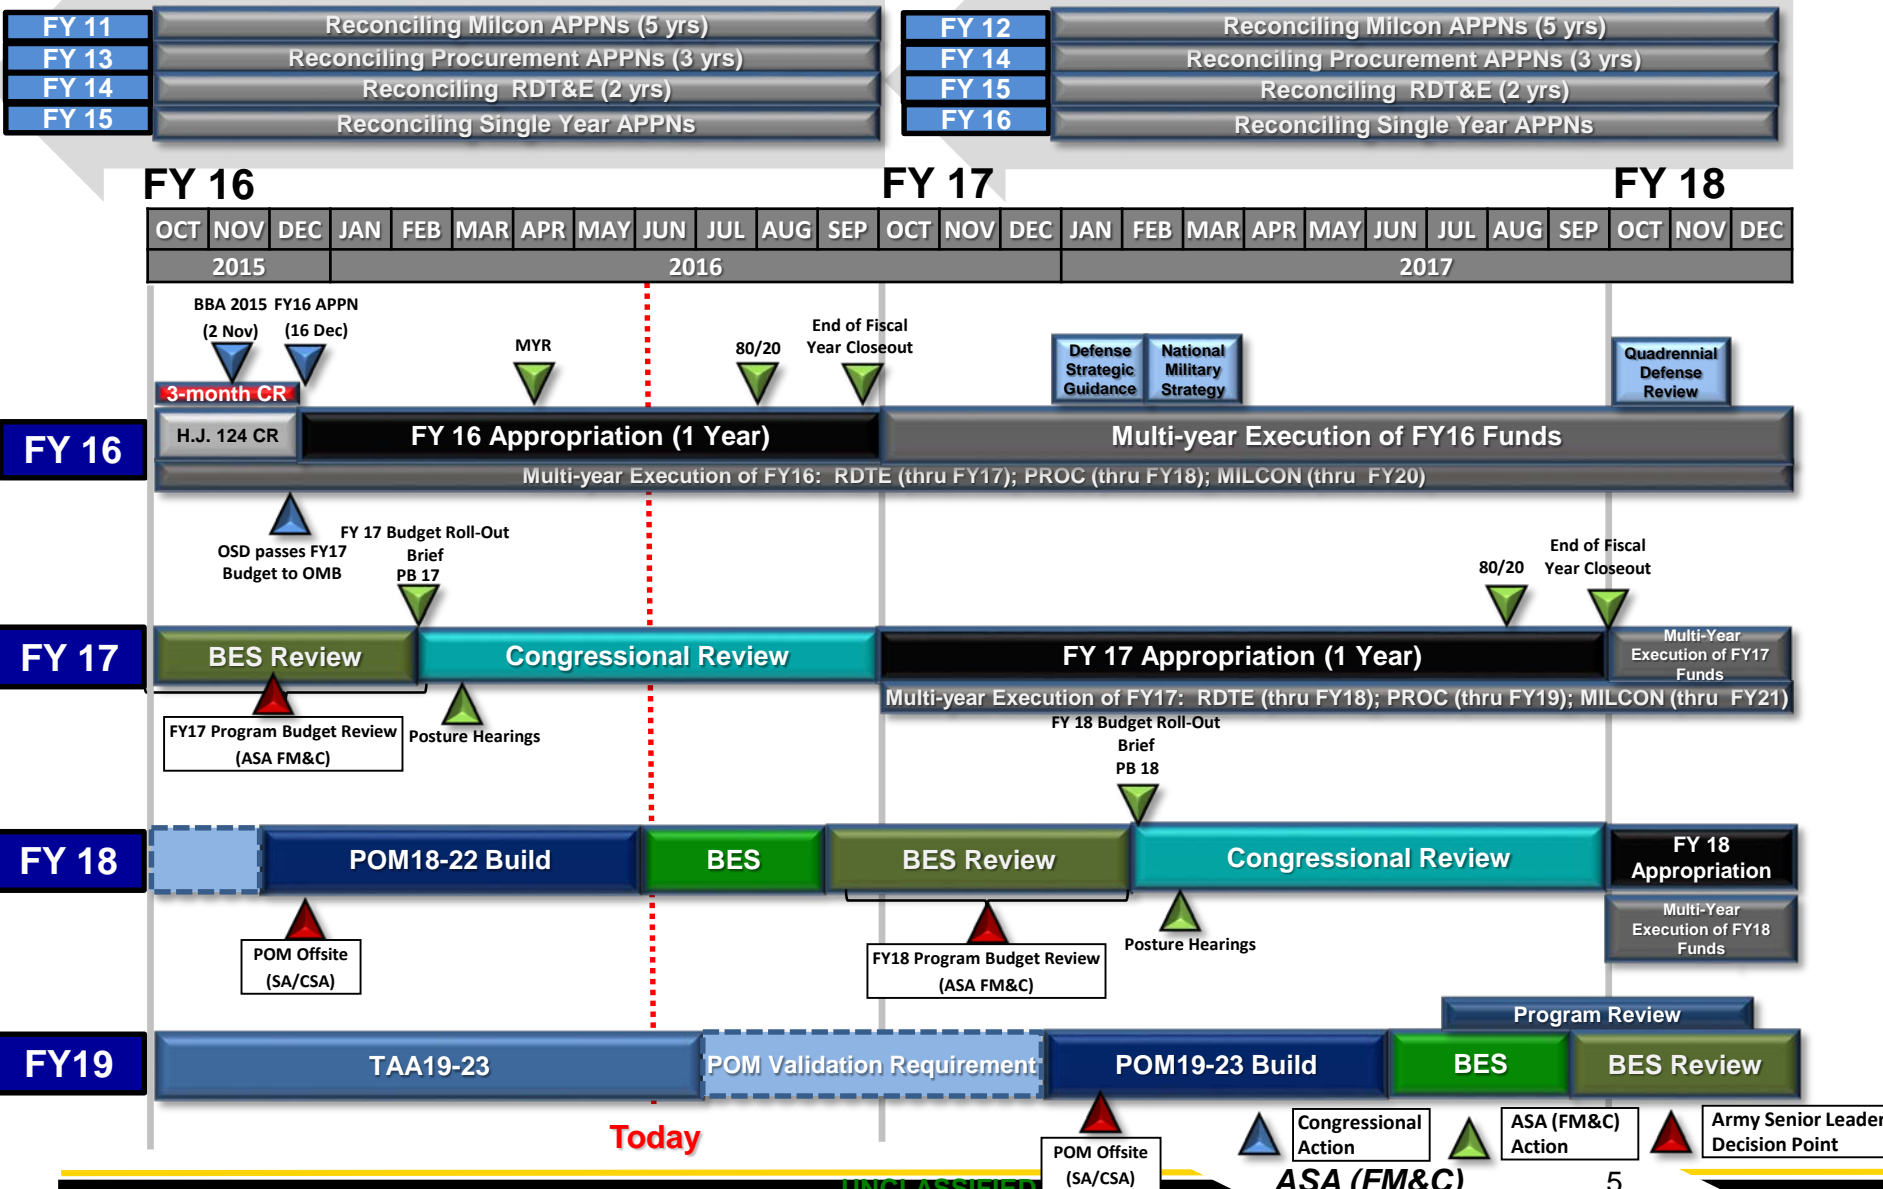 FY 11 Reconciling Milcon APPNs (5 yrs)
FY 13 Reconciling Procurement APPNs (3 yrs)
FY 14 Reconciling RDT&E (2 yrs)
FY 15 Reconciling Single Year APPNs
FY 12 Reconciling Milcon APPNs (5 yrs)
FY 14 Reconciling Procurement APPNs (3 yrs)
FY 15 Reconciling RDT&E (2 yrs)
FY 16 Reconciling Single Year APPNs
FY 16 FY 17 FY 18
OCT NOV DEC JAN FEB MAR APR MAY JUN JUL AUG SEP OCT NOV DEC JAN FEB MAR APR MAY JUN JUL AUG SEP OCT NOV DEC
2015 2016 2017
BBA 2015
(2 Nov)
FY16 APPN
(16 Dec)
MYR
80/20
End of Fiscal
Year Closeout
Defense
Strategic
Guidance
National
Military
Strategy
Quadrennial
Defense
Review
3-month CR
FY 16
H.J. 124 CR
FY 16 Appropriation (1 Year)
Multi-year Execution of FY16 Funds
Multi-year Execution of FY16: RDTE (thru FY17); PROC (thru FY18); MILCON (thru FY20)
OSD passes FY17
Budget to OMB
FY 17 Budget Roll-Out
Brief
PB 17
80/20
End of Fiscal
Year Closeout
FY 17
BES Review
Congressional Review
FY 17 Appropriation (1 Year)
Multi-Year
Execution of FY17
Funds
Multi-year Execution of FY17: RDTE (thru FY18); PROC (thru FY19); MILCON (thru FY21)
FY17 Program Budget Review
(ASA FM&C)
Posture Hearings
FY 18 Budget Roll-Out
Brief
PB 18
FY 18
POM18-22 Build
BES
BES Review
Congressional Review
FY 18
Appropriation
Multi-Year
Execution of FY18
Funds
POM Offsite
(SA/CSA)
FY18 Program Budget Review
(ASA FM&C)
Posture Hearings
Program Review
FY19
TAA19-23
POM Validation Requirement
POM19-23 Build
BES
BES Review
Today
POM Offsite
(SA/CSA)
Congressional
Action
ASA (FM&C)
Action
Army Senior Leader
Decision Point
UNCLASSIFIED
ASA (FM&C)
5